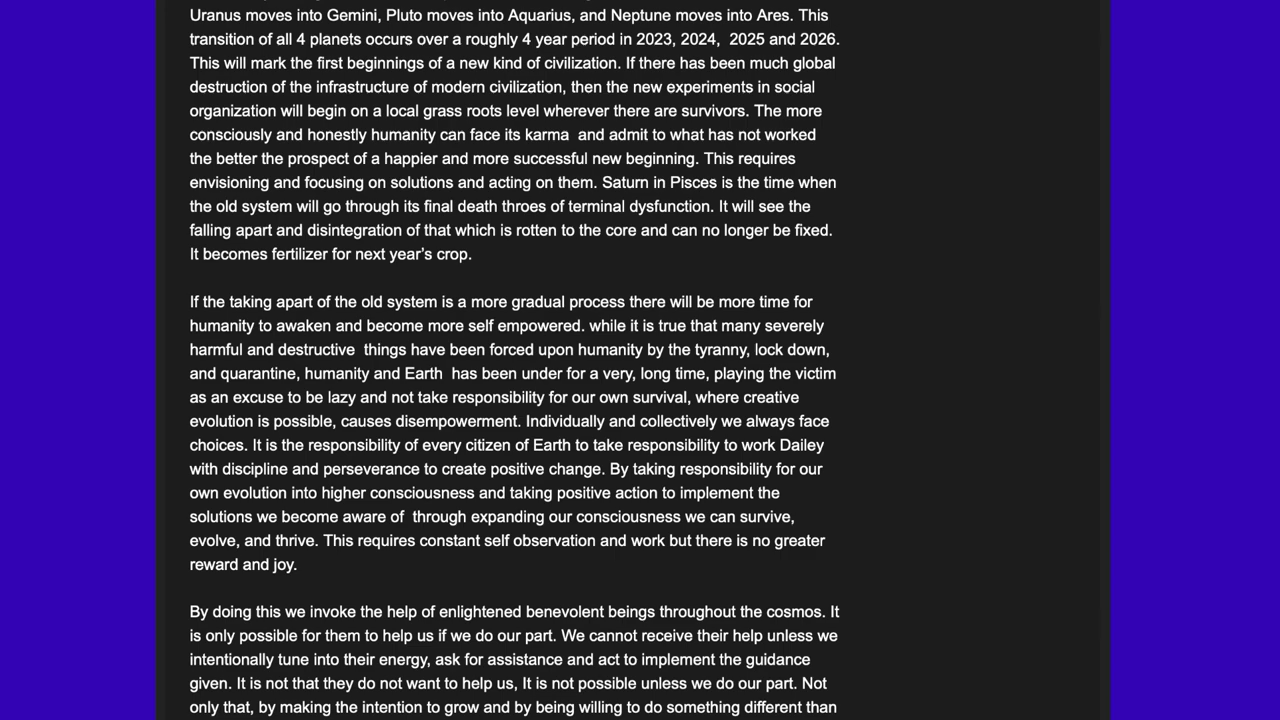 Uranus moves into Gemini, Pluto moves into Aquarius, and Neptune moves into Ares. This
transition of all 4 planets occurs over a roughly 4 year period in 2023, 2024,  2025 and 2026.
This will mark the first beginnings of a new kind of civilization. If there has been much global
destruction of the infrastructure of modern civilization, then the new experiments in social
organization will begin on a local grass roots level wherever there are survivors. The more
consciously and honestly humanity can face its karma  and admit to what has not worked
the better the prospect of a happier and more successful new beginning. This requires
envisioning and focusing on solutions and acting on them. Saturn in Pisces is the time when
the old system will go through its final death throes of terminal dysfunction. It will see the
falling apart and disintegration of that which is rotten to the core and can no longer be fixed.
It becomes fertilizer for next year’s crop.

If the taking apart of the old system is a more gradual process there will be more time for
humanity to awaken and become more self empowered. while it is true that many severely
harmful and destructive  things have been forced upon humanity by the tyranny, lock down,
and quarantine, humanity and Earth  has been under for a very, long time, playing the victim
as an excuse to be lazy and not take responsibility for our own survival, where creative
evolution is possible, causes disempowerment. Individually and collectively we always face
choices. It is the responsibility of every citizen of Earth to take responsibility to work Dailey
with discipline and perseverance to create positive change. By taking responsibility for our
own evolution into higher consciousness and taking positive action to implement the
solutions we become aware of  through expanding our consciousness we can survive,
evolve, and thrive. This requires constant self observation and work but there is no greater
reward and joy.

By doing this we invoke the help of enlightened benevolent beings throughout the cosmos. It
is only possible for them to help us if we do our part. We cannot receive their help unless we
intentionally tune into their energy, ask for assistance and act to implement the guidance
given. It is not that they do not want to help us, It is not possible unless we do our part. Not
only that, by making the intention to grow and by being willing to do something different than